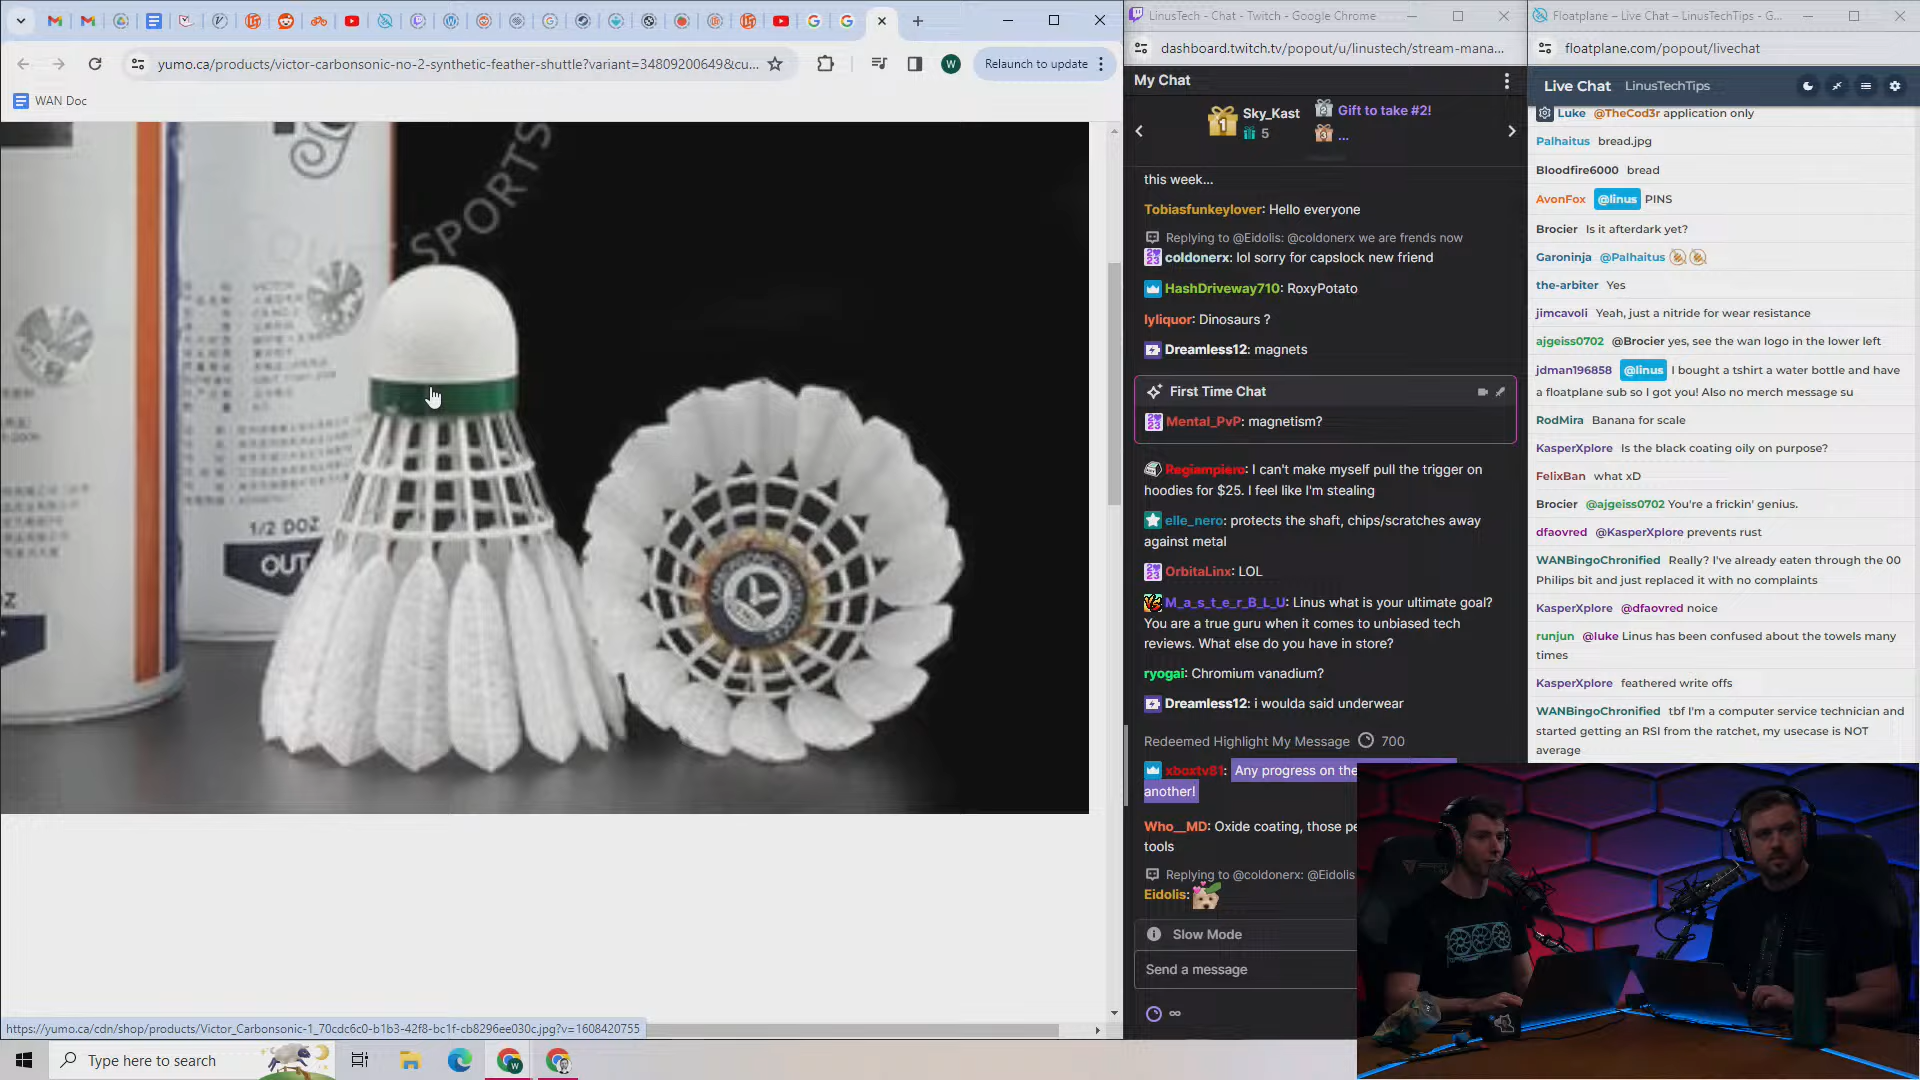 yumo.ca/products/victor-carbonsonic-no-2-synthetic-feather-shuttle?variant=34809200649&cu...
Relaunch to update
WAN Doc
SPORTS
1/2 DOZ
OUT
https://yumo.ca/cdn/shop/products/Victor_Carbonsonic-1_70cdc6c0-b1b3-42f8-bc1f-cb8296ee030c.jpg?v=1608420755
Type here to search
LinusTech - Chat - Twitch - Google Chrome
dashboard.twitch.tv/popout/u/linustech/stream-mana...
My Chat
Sky_Kast
5
Gift to take #2!
...
this week...
Tobiasfunkeylover: Hello everyone
Replying to @Eidolis: @coldonerx we are frends now
coldonerx: lol sorry for capslock new friend
HashDriveway710: RoxyPotato
lyliquor: Dinosaurs ?
Dreamless12: magnets
First Time Chat
Mental_PvP: magnetism?
Regiampiero: I can't make myself pull the trigger on
hoodies for $25. I feel like I'm stealing
elle_nero: protects the shaft, chips/scratches away
against metal
OrbitaLinx: LOL
M_a_s_t_e_r_B_L_U: Linus what is your ultimate goal?
You are a true guru when it comes to unbiased tech
reviews. What else do you have in store?
ryogai: Chromium vanadium?
Dreamless12: i woulda said underwear
Redeemed Highlight My Message 700
xboxtv81: Any progress on the
another!
Who__MD: Oxide coating, those pe
tools
Replying to @coldonerx: @Eidolis
Eidolis:
Slow Mode
Send a message
∞
Floatplane – Live Chat – LinusTechTips - G...
floatplane.com/popout/livechat
Live Chat LinusTechTips
Luke @TheCod3r application only
Palhaitus bread.jpg
Bloodfire6000 bread
AvonFox @linus PINS
Brocier Is it afterdark yet?
Garoninja @Palhaitus
the-arbiter Yes
jimcavoli Yeah, just a nitride for wear resistance
ajgeiss0702 @Brocier yes, see the wan logo in the lower left
jdman196858 @linus I bought a tshirt a water bottle and have
a floatplane sub so I got you! Also no merch message su
RodMira Banana for scale
KasperXplore Is the black coating oily on purpose?
FelixBan what xD
Brocier @ajgeiss0702 You're a frickin' genius.
dfaovred @KasperXplore prevents rust
WANBingoChronified Really? I've already eaten through the 00
Philips bit and just replaced it with no complaints
KasperXplore @dfaovred noice
runjun @luke Linus has been confused about the towels many
times
KasperXplore feathered write offs
WANBingoChronified tbf I'm a computer service technician and
started getting an RSI from the ratchet, my usecase is NOT
average